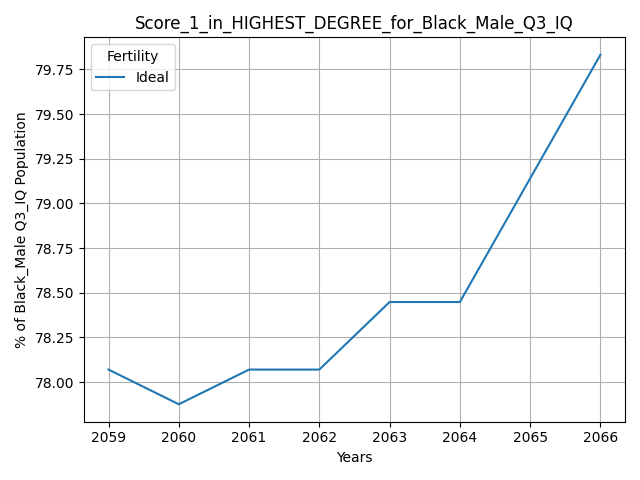 Score_1_in_HIGHEST_DEGREE_for_Black_Male_Q3_IQ
Fertility
Ideal
% of Black_Male Q3_IQ Population
79.75
79.50
79.25
79.00
78.75
78.50
78.25
78.00
2059 2060 2061 2062 2063 2064 2065 2066
Years